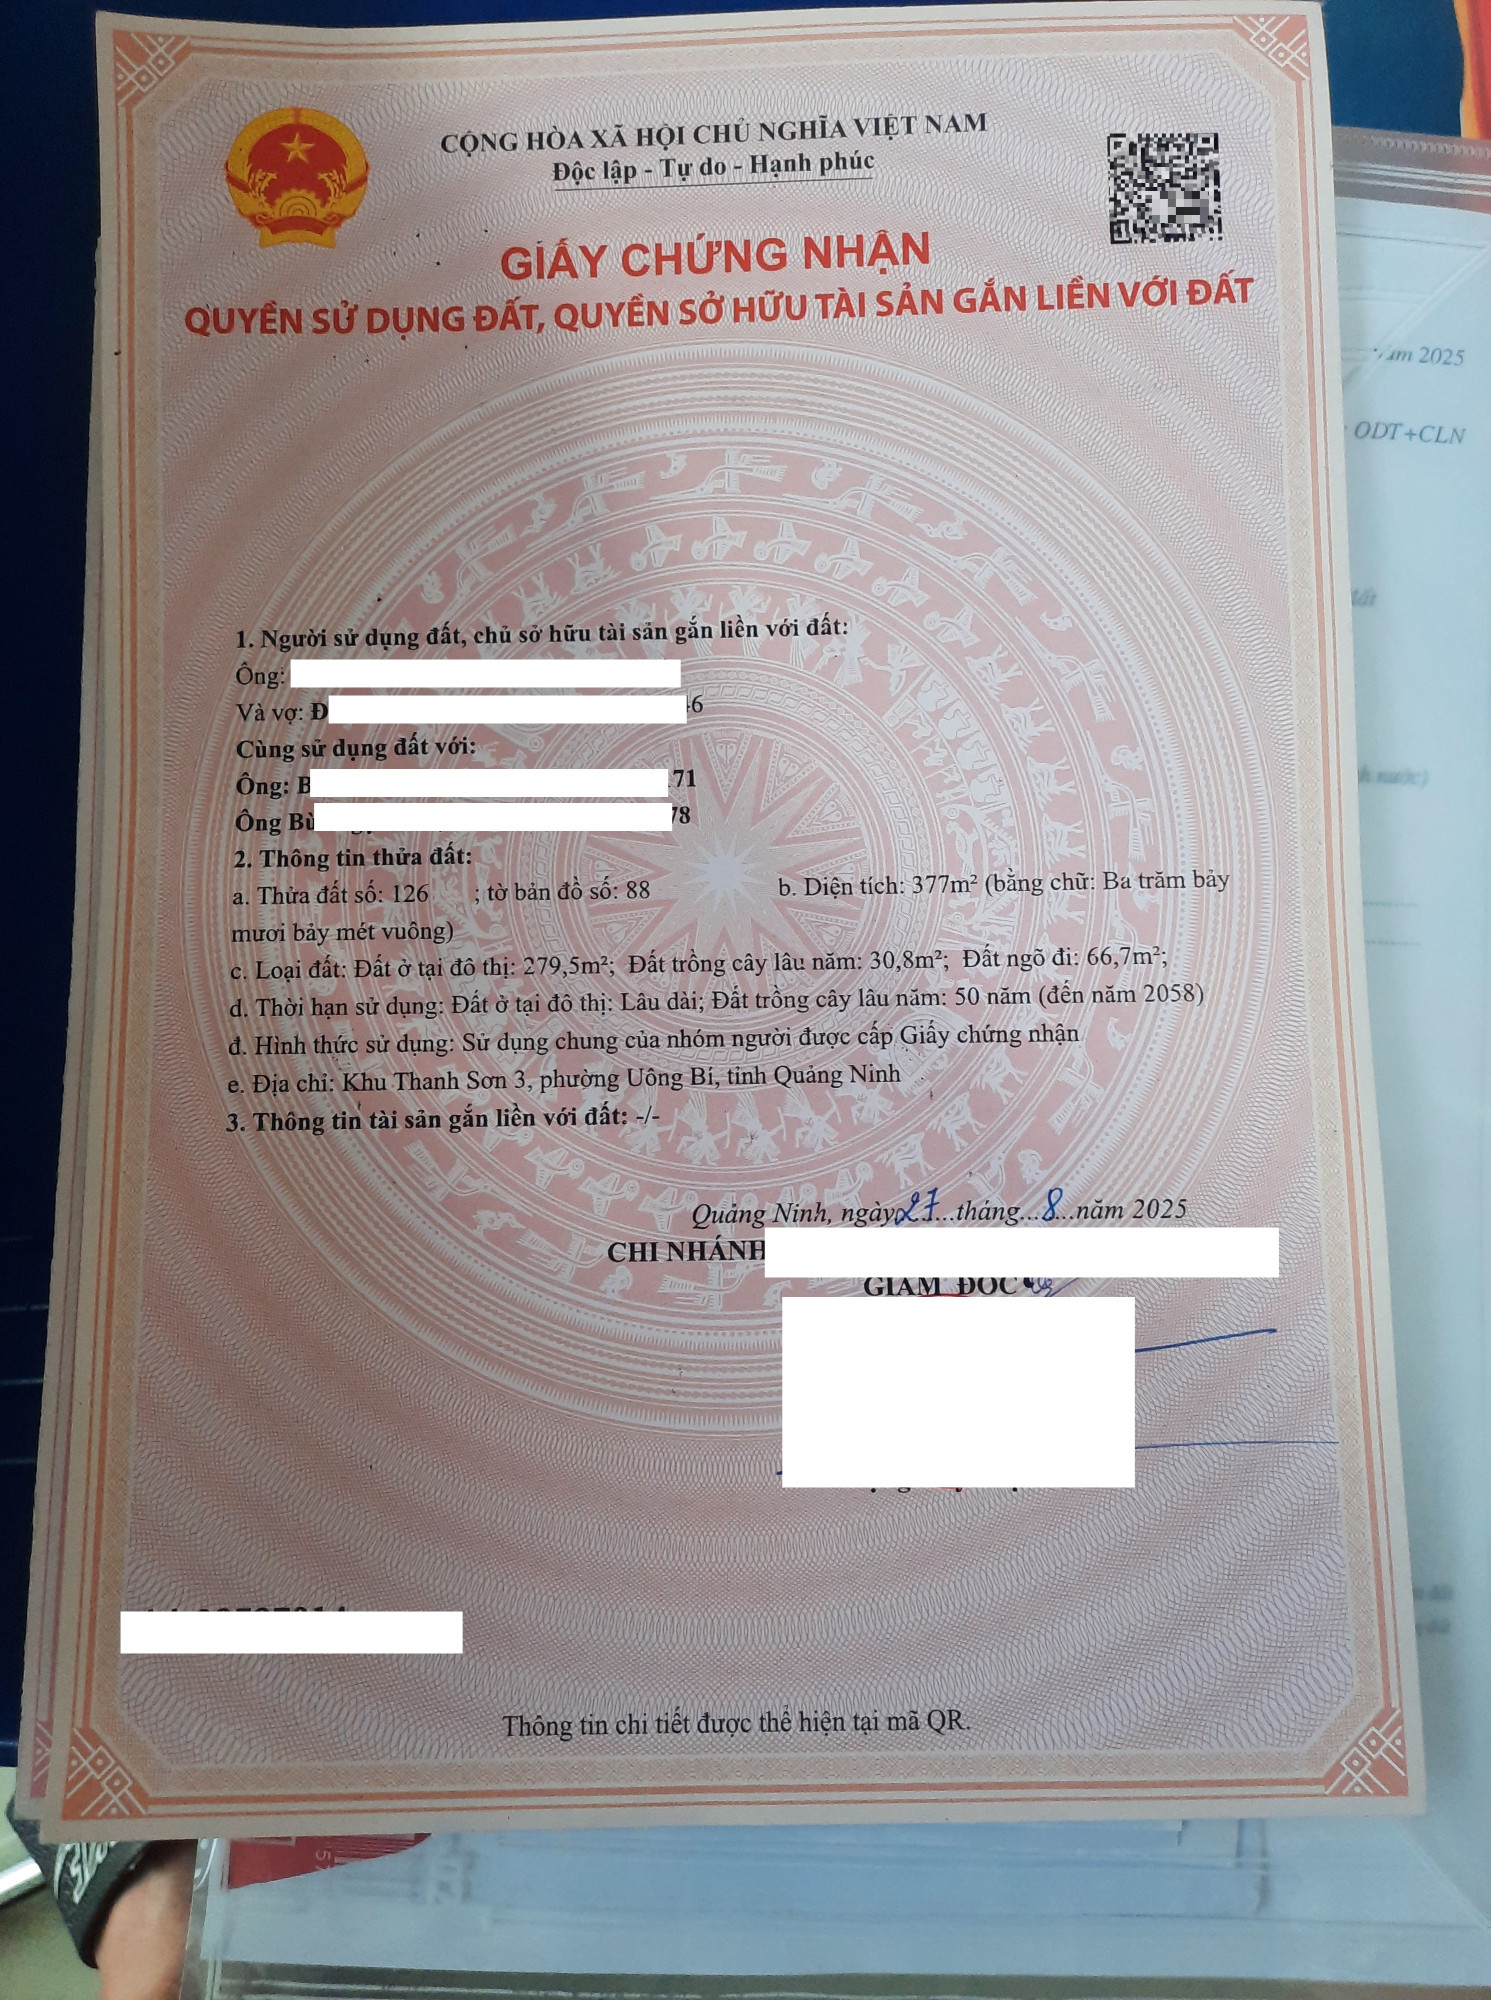 CỘNG HÒA XÃ HỘI CHỦ NGHĨA VIỆT NAM
Độc lập - Tự do - Hạnh phúc
GIẤY CHỨNG NHẬN
QUYỀN SỬ DỤNG ĐẤT, QUYỀN SỞ HỮU TÀI SẢN GẮN LIỀN VỚI ĐẤT
1. Người sử dụng đất, chủ sở hữu tài sản gắn liền với đất:
Ông:
Và vợ: Đ 6
Cùng sử dụng đất với:
Ông: B 71
Ông Bù 78
2. Thông tin thửa đất:
a. Thửa đất số: 126 ; tờ bản đồ số: 88 b. Diện tích: 377m² (bằng chữ: Ba trăm bảy
mươi bảy mét vuông)
c. Loại đất: Đất ở tại đô thị: 279,5m²; Đất trồng cây lâu năm: 30,8m²; Đất ngõ đi: 66,7m²;
d. Thời hạn sử dụng: Đất ở tại đô thị: Lâu dài; Đất trồng cây lâu năm: 50 năm (đến năm 2058)
đ. Hình thức sử dụng: Sử dụng chung của nhóm người được cấp Giấy chứng nhận
e. Địa chỉ: Khu Thanh Sơn 3, phường Uông Bí, tỉnh Quảng Ninh
3. Thông tin tài sản gắn liền với đất: -/-
Quảng Ninh, ngày 27...tháng...8...năm 2025
CHI NHÁNH
GIÁM ĐỐC
Thông tin chi tiết được thể hiện tại mã QR.
2025
ODT+CLN
đất
nước)